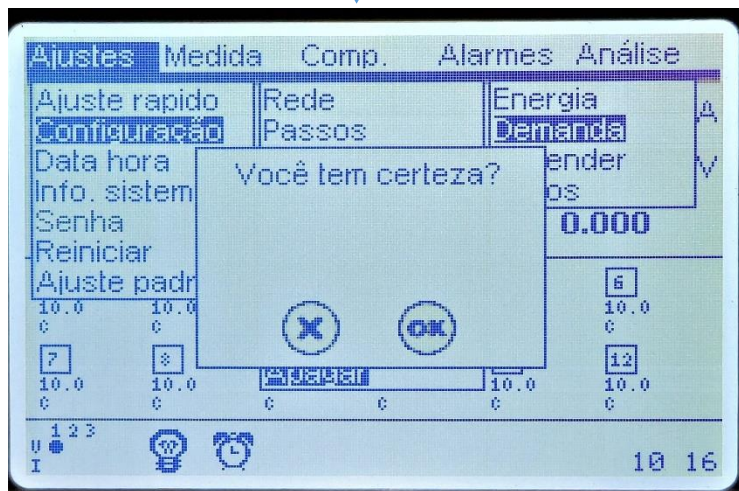 Ajustes Medida Comp. Alarmes Análise
Ajuste rapido Rede Energia A
Configuração Passos Demanda
Data hora Você tem certeza? ender V
Info. sistem os
Senha 0.000
Reiniciar
Ajuste padr 6
10.0 10.0 10.0
c c X OK c
7 8 12
10.0 10.0 Apagar 10.0 10.0
c c c c c c
1 2 3
U
I 10 16